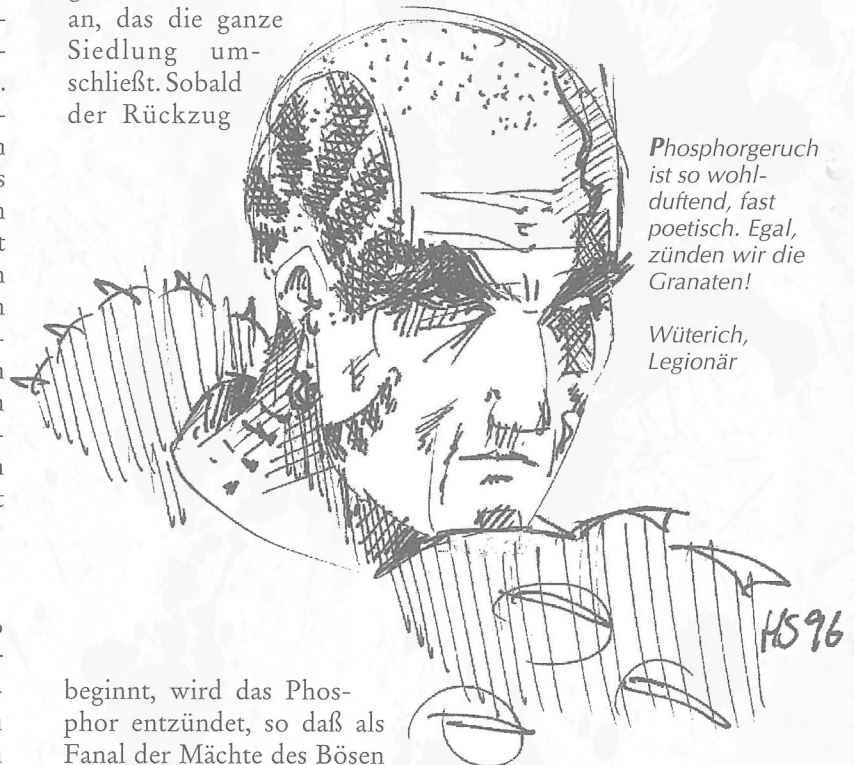 an, das die ganze
Siedlung um-
schließt. Sobald
der Rückzug
Phosphorgeruch
ist so wohl-
duftend, fast
poetisch. Egal,
zünden wir die
Granaten!
Wüterich,
Legionär
HS 96
beginnt, wird das Phos-
phor entzündet, so daß als
Fanal der Mächte des Bösen